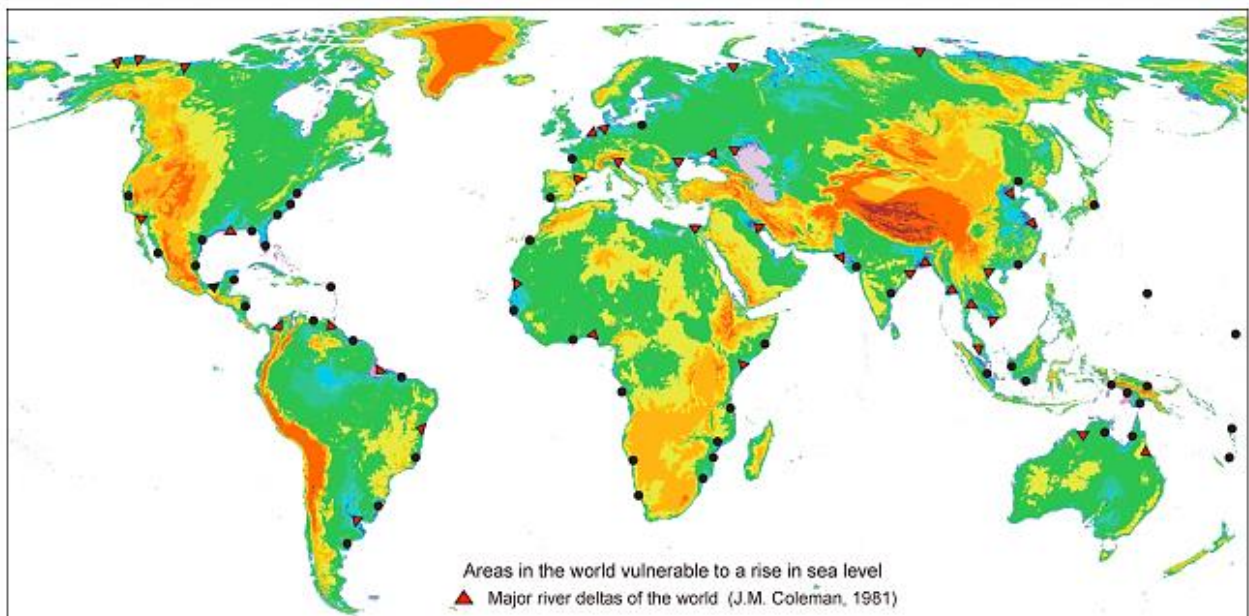 Areas in the world vulnerable to a rise in sea level
Major river deltas of the world (J.M. Coleman, 1981)